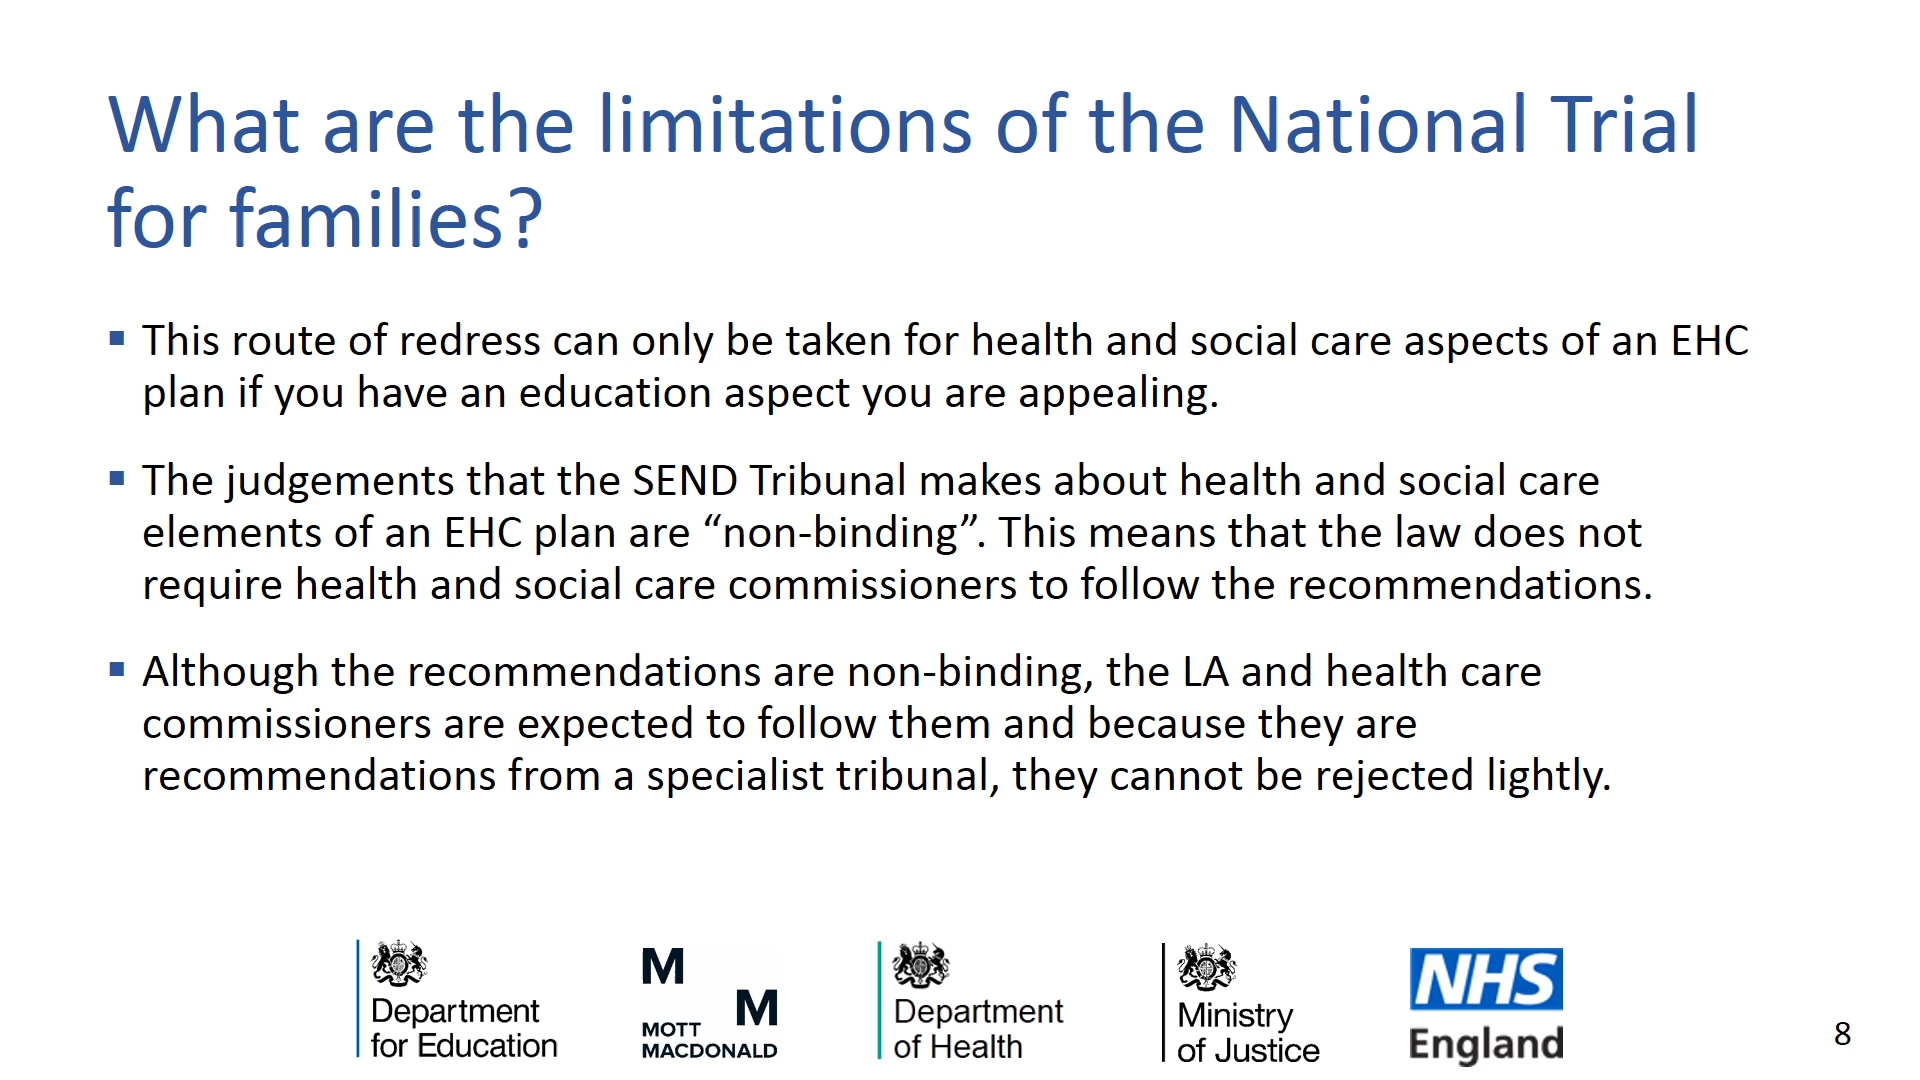 What are the limitations of the National Trial
for families?
▪ This route of redress can only be taken for health and social care aspects of an EHC
plan if you have an education aspect you are appealing.
▪ The judgements that the SEND Tribunal makes about health and social care
elements of an EHC plan are “non-binding”. This means that the law does not
require health and social care commissioners to follow the recommendations.
▪ Although the recommendations are non-binding, the LA and health care
commissioners are expected to follow them and because they are
recommendations from a specialist tribunal, they cannot be rejected lightly.
Department
for Education
M
M
MOTT
MACDONALD
Department
of Health
Ministry
of Justice
NHS
England
8